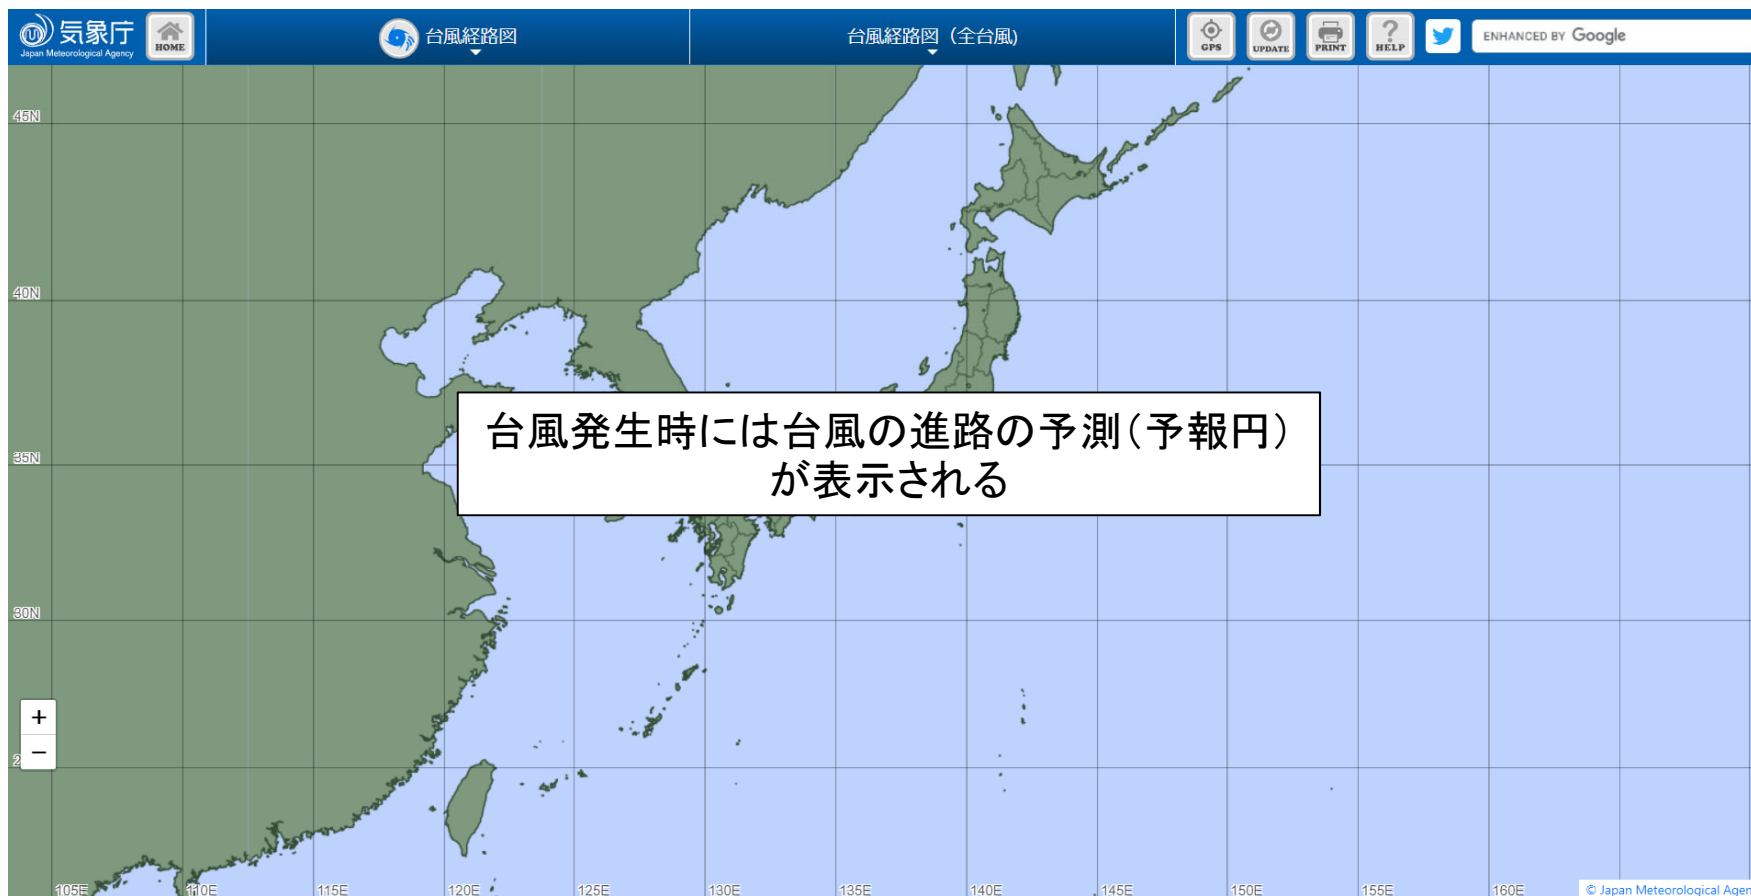 気象庁
Japan Meteorological Agency
HOME
台風経路図
台風経路図 (全台風)
GPS
UPDATE
PRINT
?
HELP
ENHANCED BY Google
45N
40N
台風発生時には台風の進路の予測(予報円)
が表示される
35N
30N
+
−
105E 110E 115E 120E 125E 130E 135E 140E 145E 150E 155E 160E
© Japan Meteorological Agen